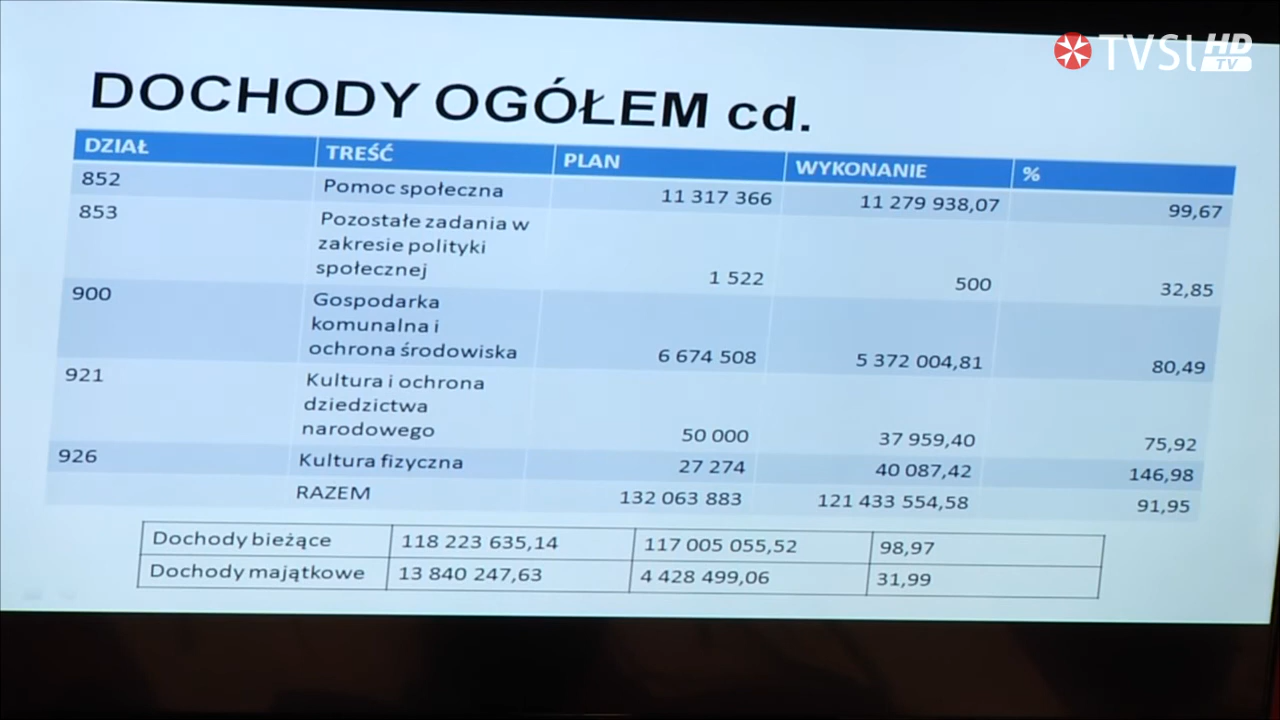 TVSL HD TV
DOCHODY OGÓŁEM cd.
DZIAŁ TREŚĆ PLAN WYKONANIE %
852 Pomoc społeczna 11 317 366 11 279 938,07 99,67
853 Pozostałe zadania w
zakresie polityki
społecznej 1 522 500 32,85
900 Gospodarka
komunalna i
ochrona środowiska 6 674 508 5 372 004,81 80,49
921 Kultura i ochrona
dziedzictwa
narodowego 50 000 37 959,40 75,92
926 Kultura fizyczna 27 274 40 087,42 146,98
RAZEM 132 063 883 121 433 554,58 91,95
Dochody bieżące 118 223 635,14 117 005 055,52 98,97
Dochody majątkowe 13 840 247,63 4 428 499,06 31,99